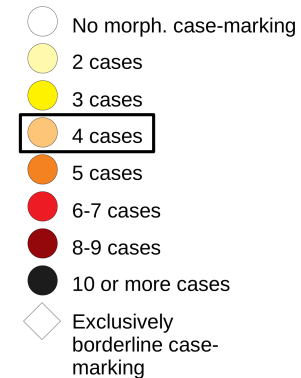 No morph. case-marking
2 cases
3 cases
4 cases
5 cases
6-7 cases
8-9 cases
10 or more cases
Exclusively
borderline case-
marking